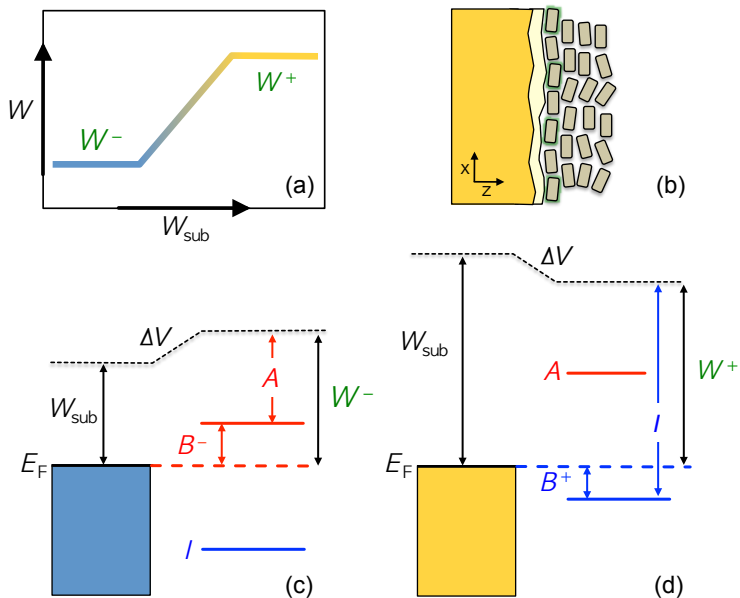 W
W⁻
W⁺
(a)
W_sub
x
z
(b)
ΔV
W_sub
A
W⁻
B⁻
E_F
I
(c)
ΔV
W_sub
A
I
W⁺
E_F
B⁺
(d)